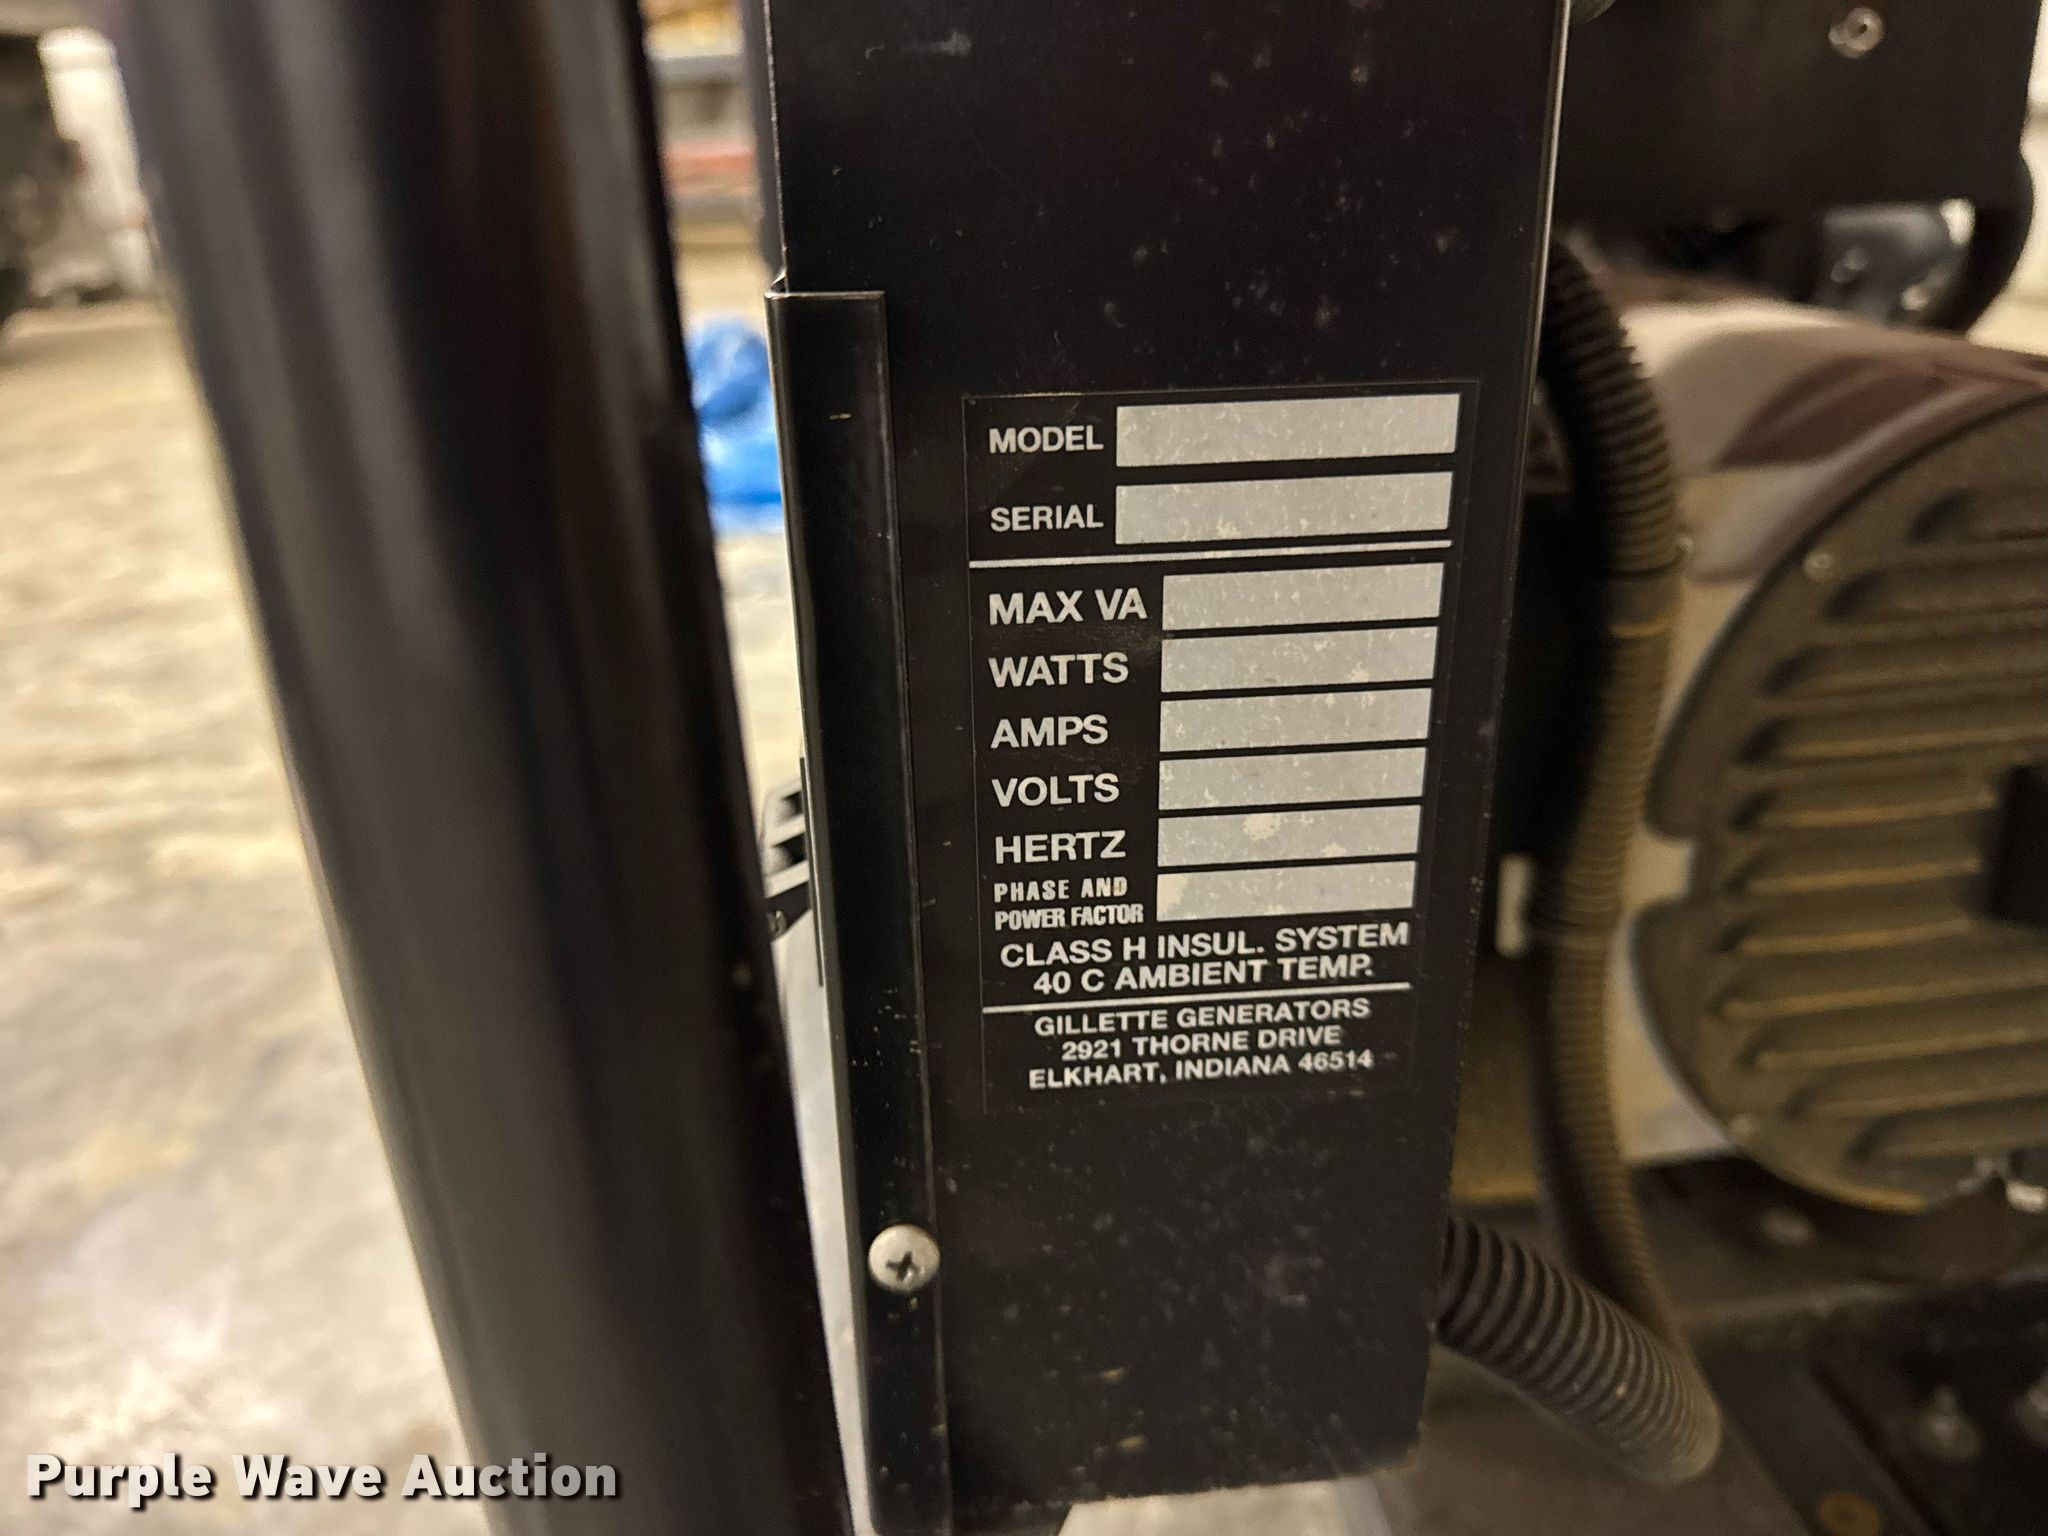 MODEL
SERIAL
MAX VA
WATTS
AMPS
VOLTS
HERTZ
PHASE AND
POWER FACTOR
CLASS H INSUL. SYSTEM
40 C AMBIENT TEMP.
GILLETTE GENERATORS
2921 THORNE DRIVE
ELKHART, INDIANA 46514
Purple Wave Auction